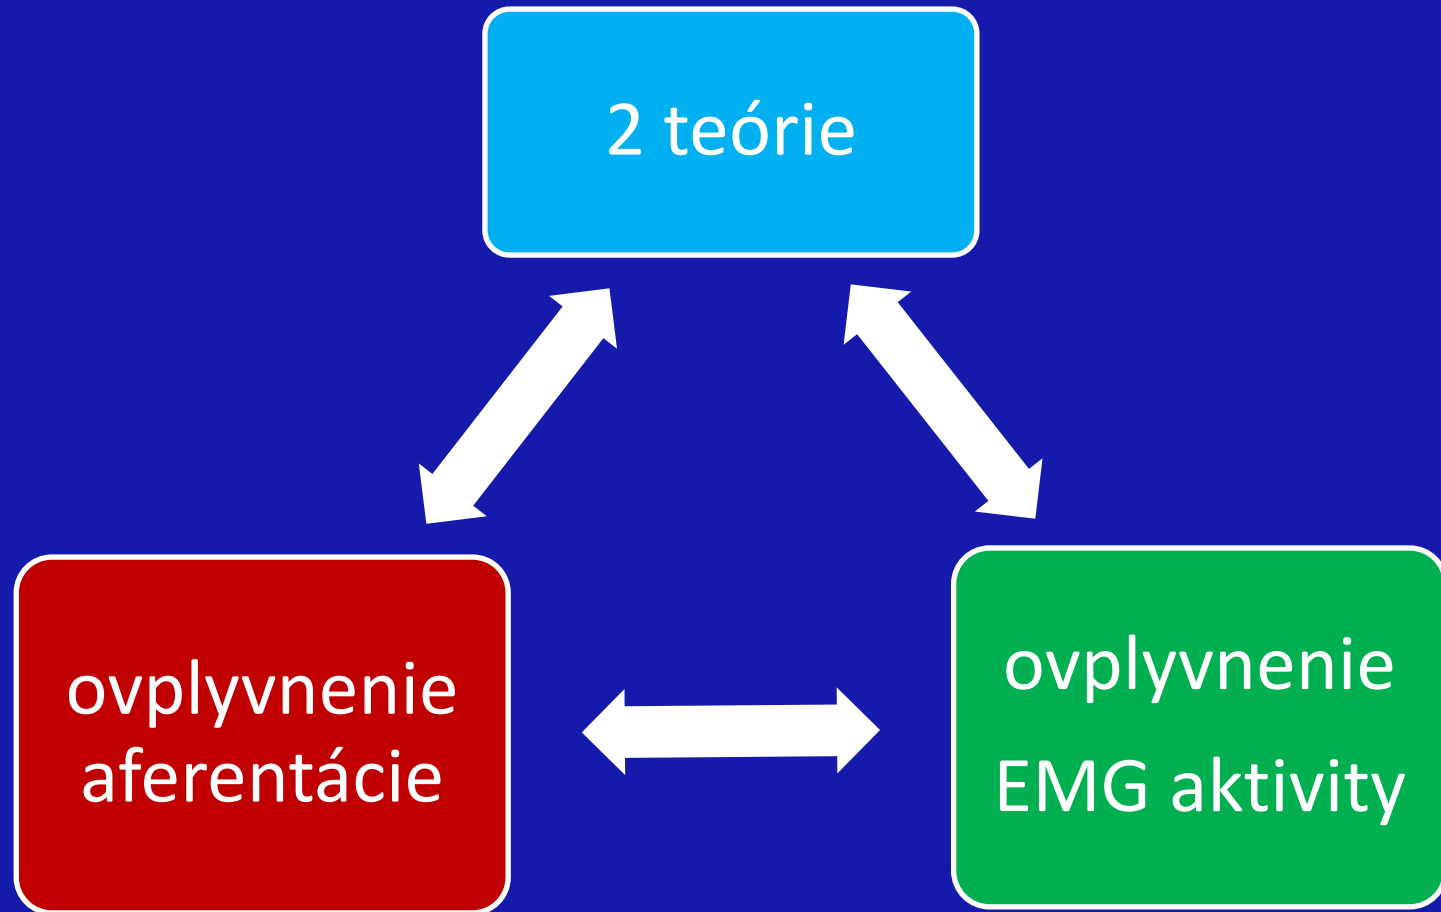 2 teórie
ovplyvnenie
aferentácie
ovplyvnenie
EMG aktivity